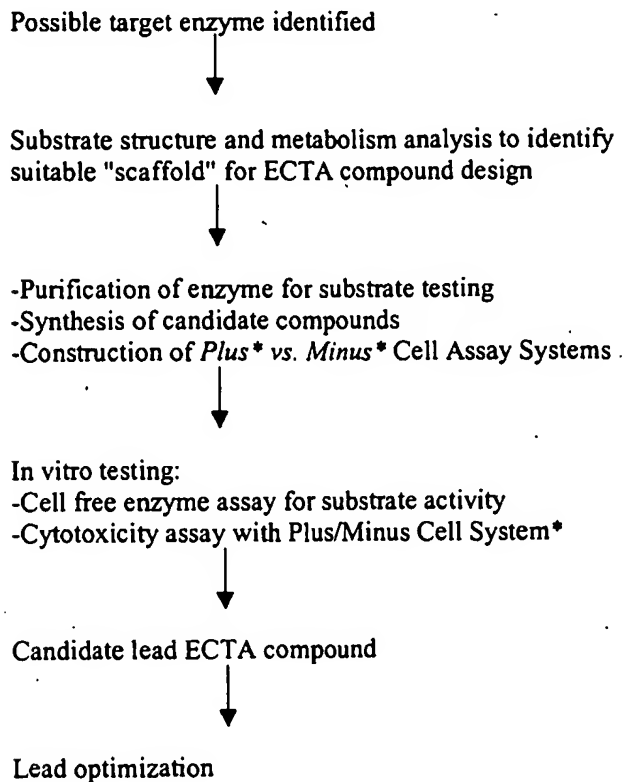 Possible target enzyme identified
Substrate structure and metabolism analysis to identify
suitable "scaffold" for ECTA compound design
-Purification of enzyme for substrate testing
-Synthesis of candidate compounds
-Construction of Plus* vs. Minus* Cell Assay Systems
In vitro testing:
-Cell free enzyme assay for substrate activity
-Cytotoxicity assay with Plus/Minus Cell System*
Candidate lead ECTA compound
Lead optimization